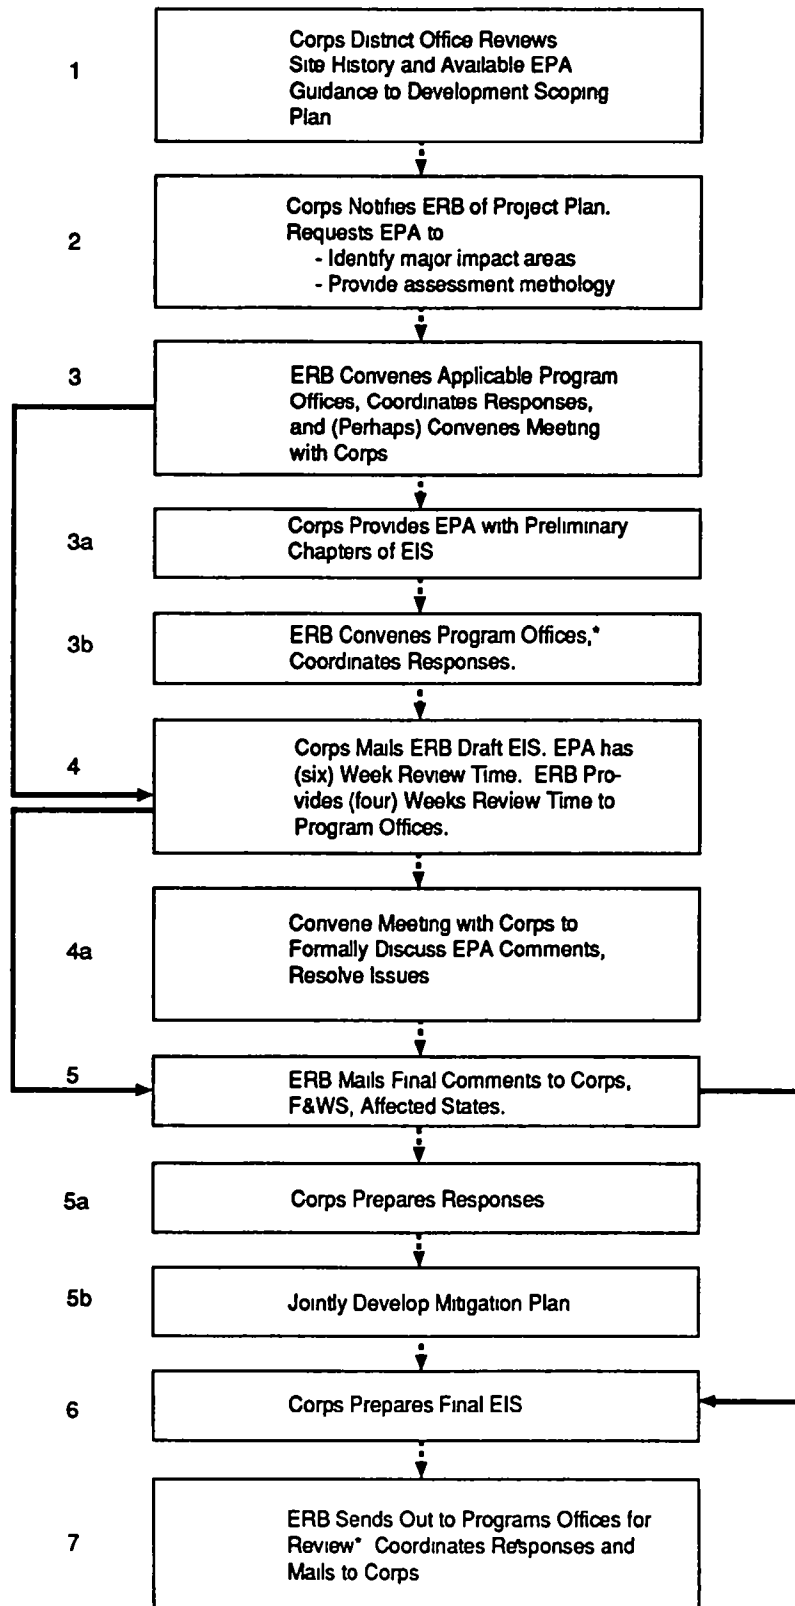 1
Corps District Office Reviews
Site History and Available EPA
Guidance to Development Scoping
Plan
2
Corps Notifies ERB of Project Plan.
Requests EPA to
- Identify major impact areas
- Provide assessment methology
3
ERB Convenes Applicable Program
Offices, Coordinates Responses,
and (Perhaps) Convenes Meeting
with Corps
3a
Corps Provides EPA with Preliminary
Chapters of EIS
3b
ERB Convenes Program Offices,*
Coordinates Responses.
4
Corps Mails ERB Draft EIS. EPA has
(six) Week Review Time. ERB Pro-
vides (four) Weeks Review Time to
Program Offices.
4a
Convene Meeting with Corps to
Formally Discuss EPA Comments,
Resolve Issues
5
ERB Mails Final Comments to Corps,
F&WS, Affected States.
5a
Corps Prepares Responses
5b
Jointly Develop Mitigation Plan
6
Corps Prepares Final EIS
7
ERB Sends Out to Programs Offices for
Review* Coordinates Responses and
Mails to Corps